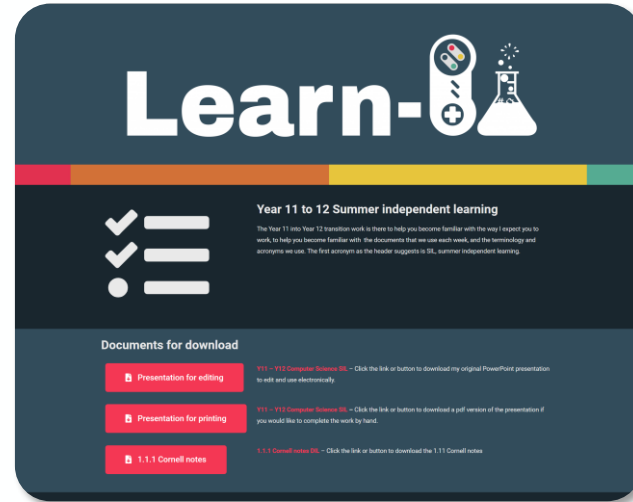 Learn-
Year 11 to 12 Summer independent learning
The Year 11 into Year 12 transition work is there to help you become familiar with the way I expect you to
work, to help you become familiar with the documents that we use each week, and the terminology and
acronyms we use. The first acronym as the header suggests is SIL, summer independent learning.
Documents for download
Presentation for editing
Y11 – Y12 Computer Science SIL – Click the link or button to download my original PowerPoint presentation
to edit and use electronically.
Presentation for printing
Y11 – Y12 Computer Science SIL – Click the link or button to download a pdf version of the presentation if
you would like to complete the work by hand.
1.1.1 Cornell notes
1.1.1 Cornell notes SIL – Click the link or button to download the 1.11 Cornell notes